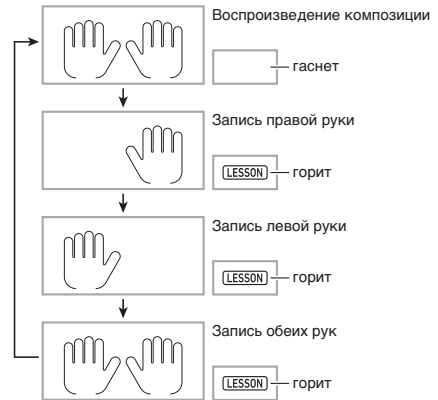 Воспроизведение композиции
гаснет
Запись правой руки
LESSON горит
Запись левой руки
LESSON горит
Запись обеих рук
LESSON горит